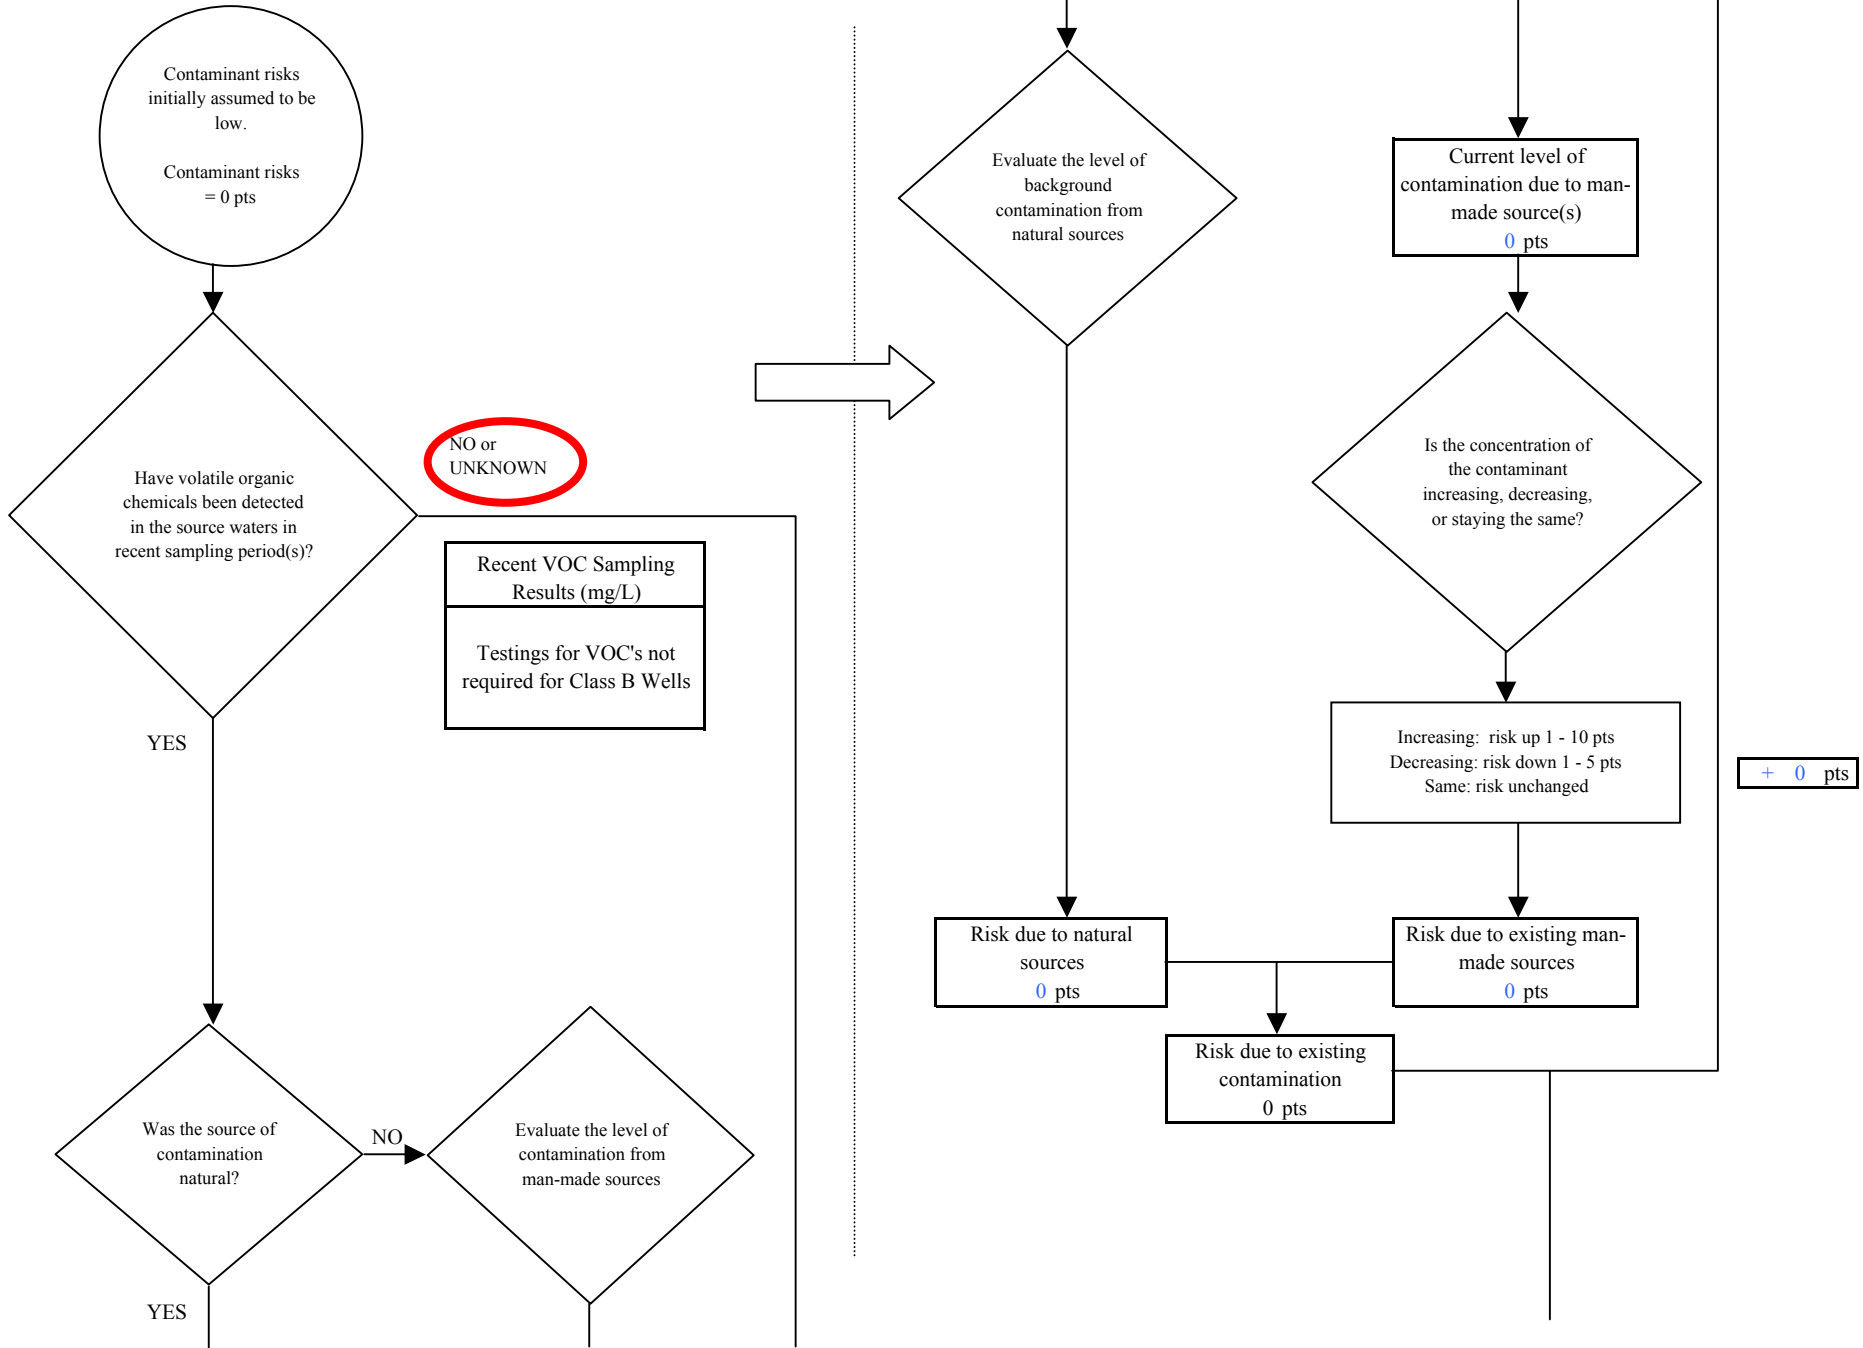 Contaminant risks
initially assumed to be
low.
Contaminant risks
= 0 pts
Have volatile organic
chemicals been detected
in the source waters in
recent sampling period(s)?
NO or
UNKNOWN
Recent VOC Sampling
Results (mg/L)
Testings for VOC's not
required for Class B Wells
YES
Was the source of
contamination
natural?
NO
Evaluate the level of
contamination from
man-made sources
YES
Evaluate the level of
background
contamination from
natural sources
Current level of
contamination due to man-
made source(s)
0 pts
Is the concentration of
the contaminant
increasing, decreasing,
or staying the same?
Increasing: risk up 1 - 10 pts
Decreasing: risk down 1 - 5 pts
Same: risk unchanged
+ 0 pts
Risk due to natural
sources
0 pts
Risk due to existing man-
made sources
0 pts
Risk due to existing
contamination
0 pts